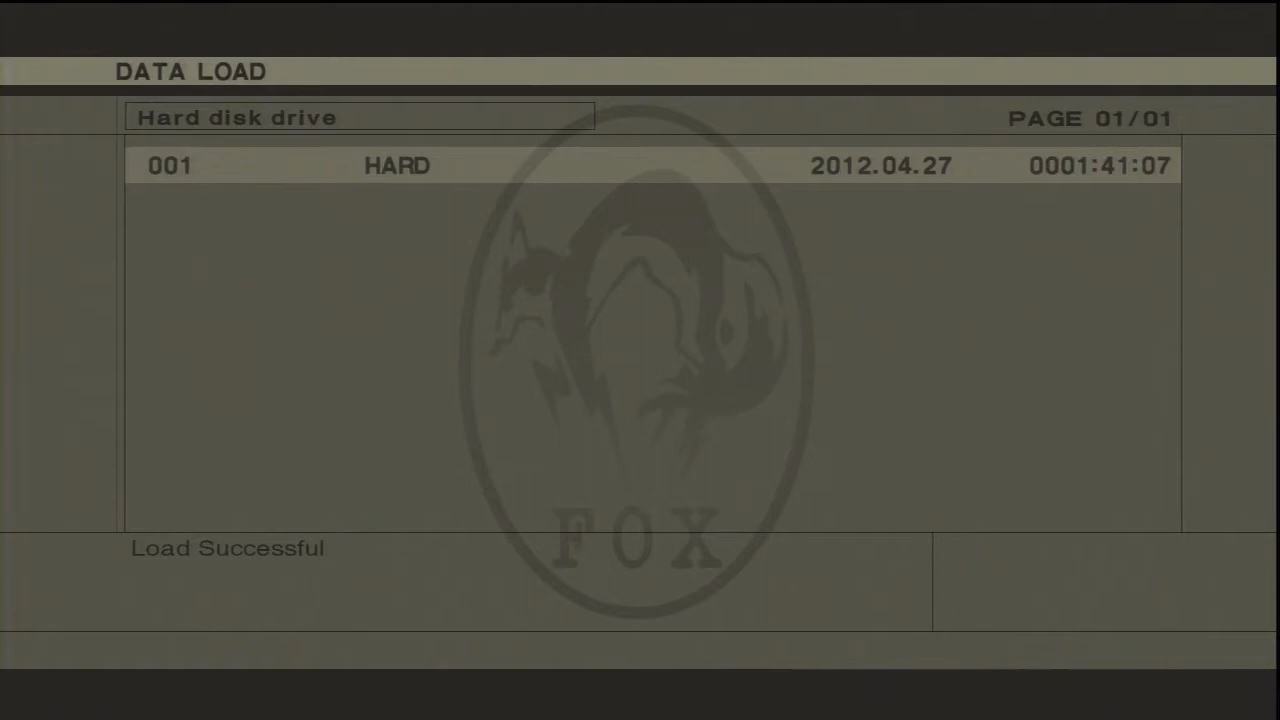 DATA LOAD
Hard disk drive PAGE 01/01
001 HARD 2012.04.27 0001:41:07
FOX
Load Successful